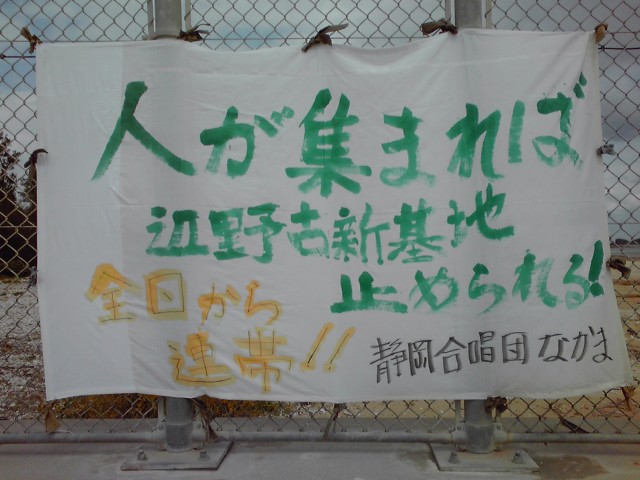 人が集まれば
辺野古新基地
止められる!
全国から
連帯!!
静岡合唱団なかま